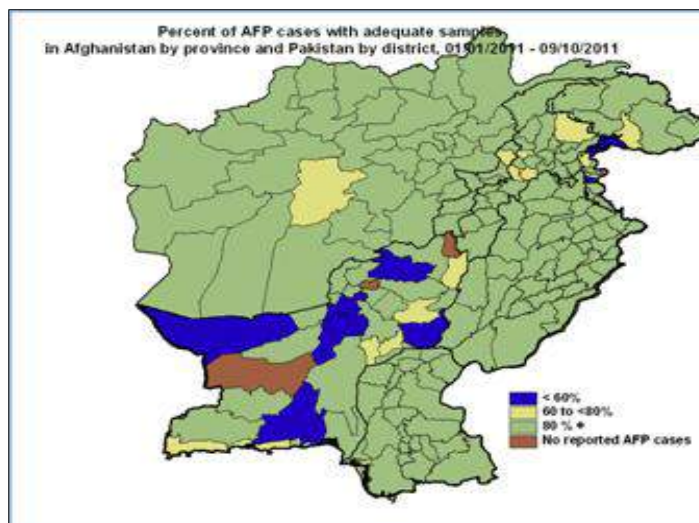 Percent of AFP cases with adequate samples
in Afghanistan by province and Pakistan by district, 01/01/2011 - 09/10/2011
< 60%
60 to <80%
80 % +
No reported AFP cases